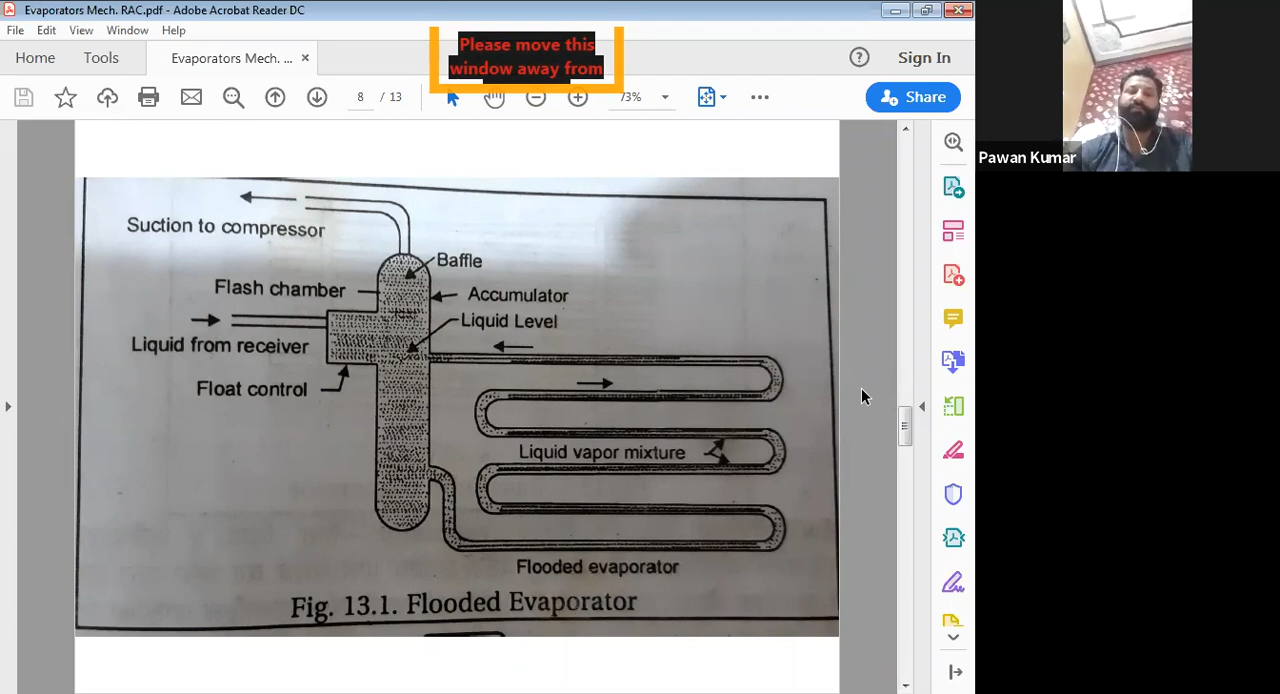 Evaporators Mech. RAC.pdf - Adobe Acrobat Reader DC
File Edit View Window Help
Home Tools Evaporators Mech. ... × Sign In
Please move this
window away from
8 / 13
73%
Share
Pawan Kumar
Suction to compressor
Baffle
Flash chamber
Accumulator
Liquid Level
Liquid from receiver
Float control
Liquid vapor mixture
Flooded evaporator
Fig. 13.1. Flooded Evaporator